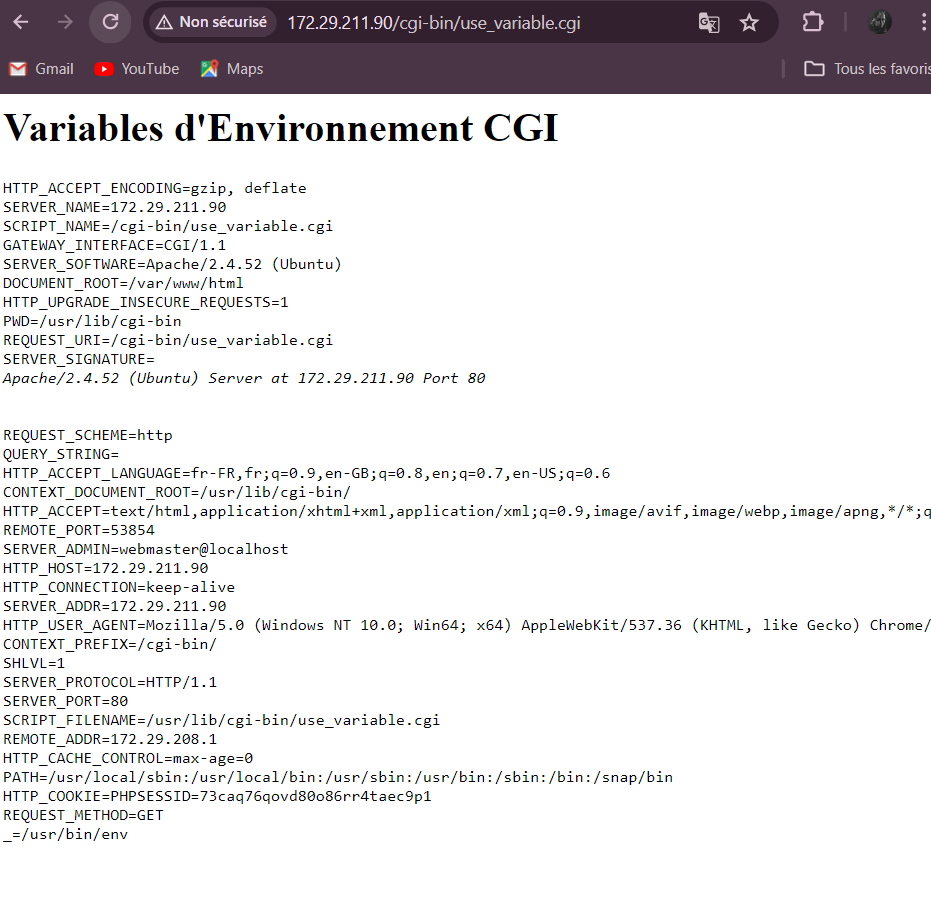 Non sécurisé 172.29.211.90/cgi-bin/use_variable.cgi
Gmail YouTube Maps Tous les favoris
Variables d'Environnement CGI
HTTP_ACCEPT_ENCODING=gzip, deflate
SERVER_NAME=172.29.211.90
SCRIPT_NAME=/cgi-bin/use_variable.cgi
GATEWAY_INTERFACE=CGI/1.1
SERVER_SOFTWARE=Apache/2.4.52 (Ubuntu)
DOCUMENT_ROOT=/var/www/html
HTTP_UPGRADE_INSECURE_REQUESTS=1
PWD=/usr/lib/cgi-bin
REQUEST_URI=/cgi-bin/use_variable.cgi
SERVER_SIGNATURE=
Apache/2.4.52 (Ubuntu) Server at 172.29.211.90 Port 80
REQUEST_SCHEME=http
QUERY_STRING=
HTTP_ACCEPT_LANGUAGE=fr-FR,fr;q=0.9,en-GB;q=0.8,en;q=0.7,en-US;q=0.6
CONTEXT_DOCUMENT_ROOT=/usr/lib/cgi-bin/
HTTP_ACCEPT=text/html,application/xhtml+xml,application/xml;q=0.9,image/avif,image/webp,image/apng,*/*;q
REMOTE_PORT=53854
SERVER_ADMIN=webmaster@localhost
HTTP_HOST=172.29.211.90
HTTP_CONNECTION=keep-alive
SERVER_ADDR=172.29.211.90
HTTP_USER_AGENT=Mozilla/5.0 (Windows NT 10.0; Win64; x64) AppleWebKit/537.36 (KHTML, like Gecko) Chrome/
CONTEXT_PREFIX=/cgi-bin/
SHLVL=1
SERVER_PROTOCOL=HTTP/1.1
SERVER_PORT=80
SCRIPT_FILENAME=/usr/lib/cgi-bin/use_variable.cgi
REMOTE_ADDR=172.29.208.1
HTTP_CACHE_CONTROL=max-age=0
PATH=/usr/local/sbin:/usr/local/bin:/usr/sbin:/usr/bin:/sbin:/bin:/snap/bin
HTTP_COOKIE=PHPSESSID=73caq76qovd80o86rr4taec9p1
REQUEST_METHOD=GET
_=/usr/bin/env